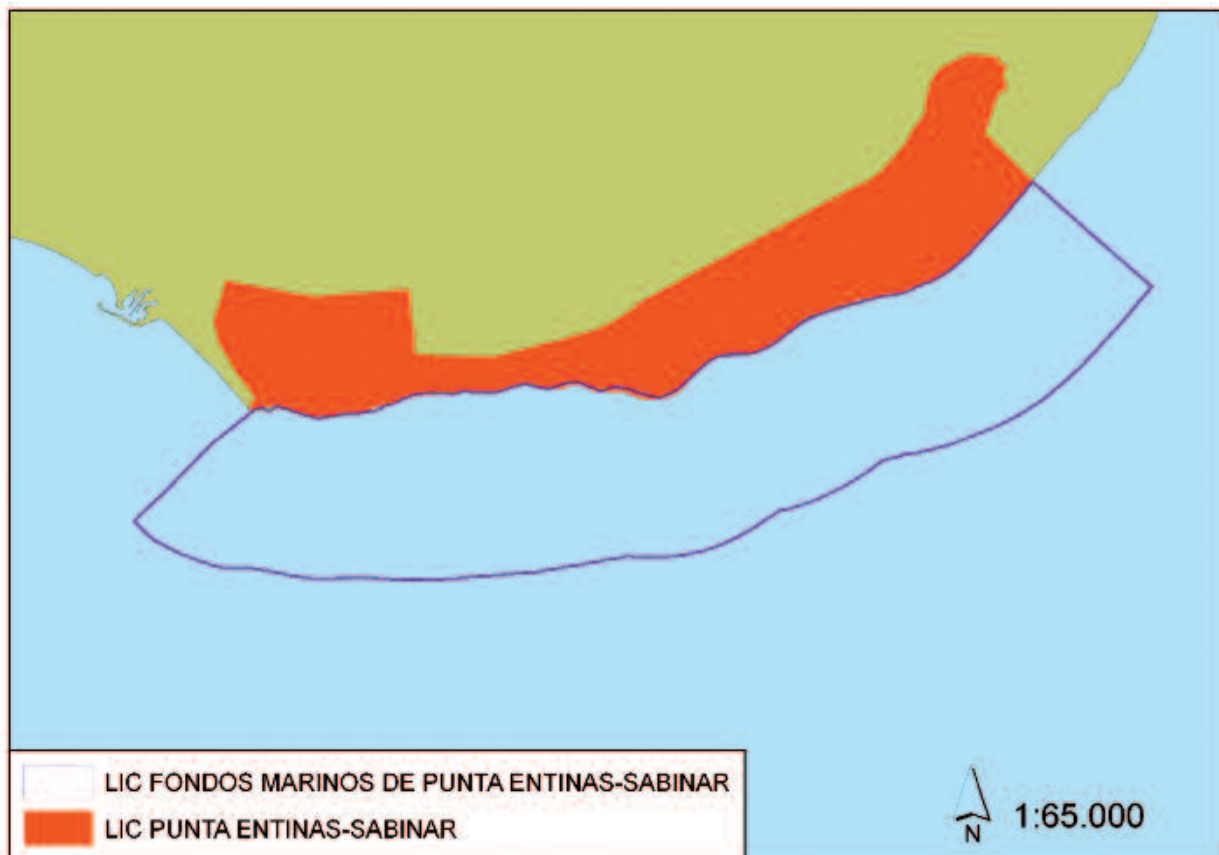 LIC FONDOS MARINOS DE PUNTA ENTINAS-SABINAR
LIC PUNTA ENTINAS-SABINAR
N
1:65.000